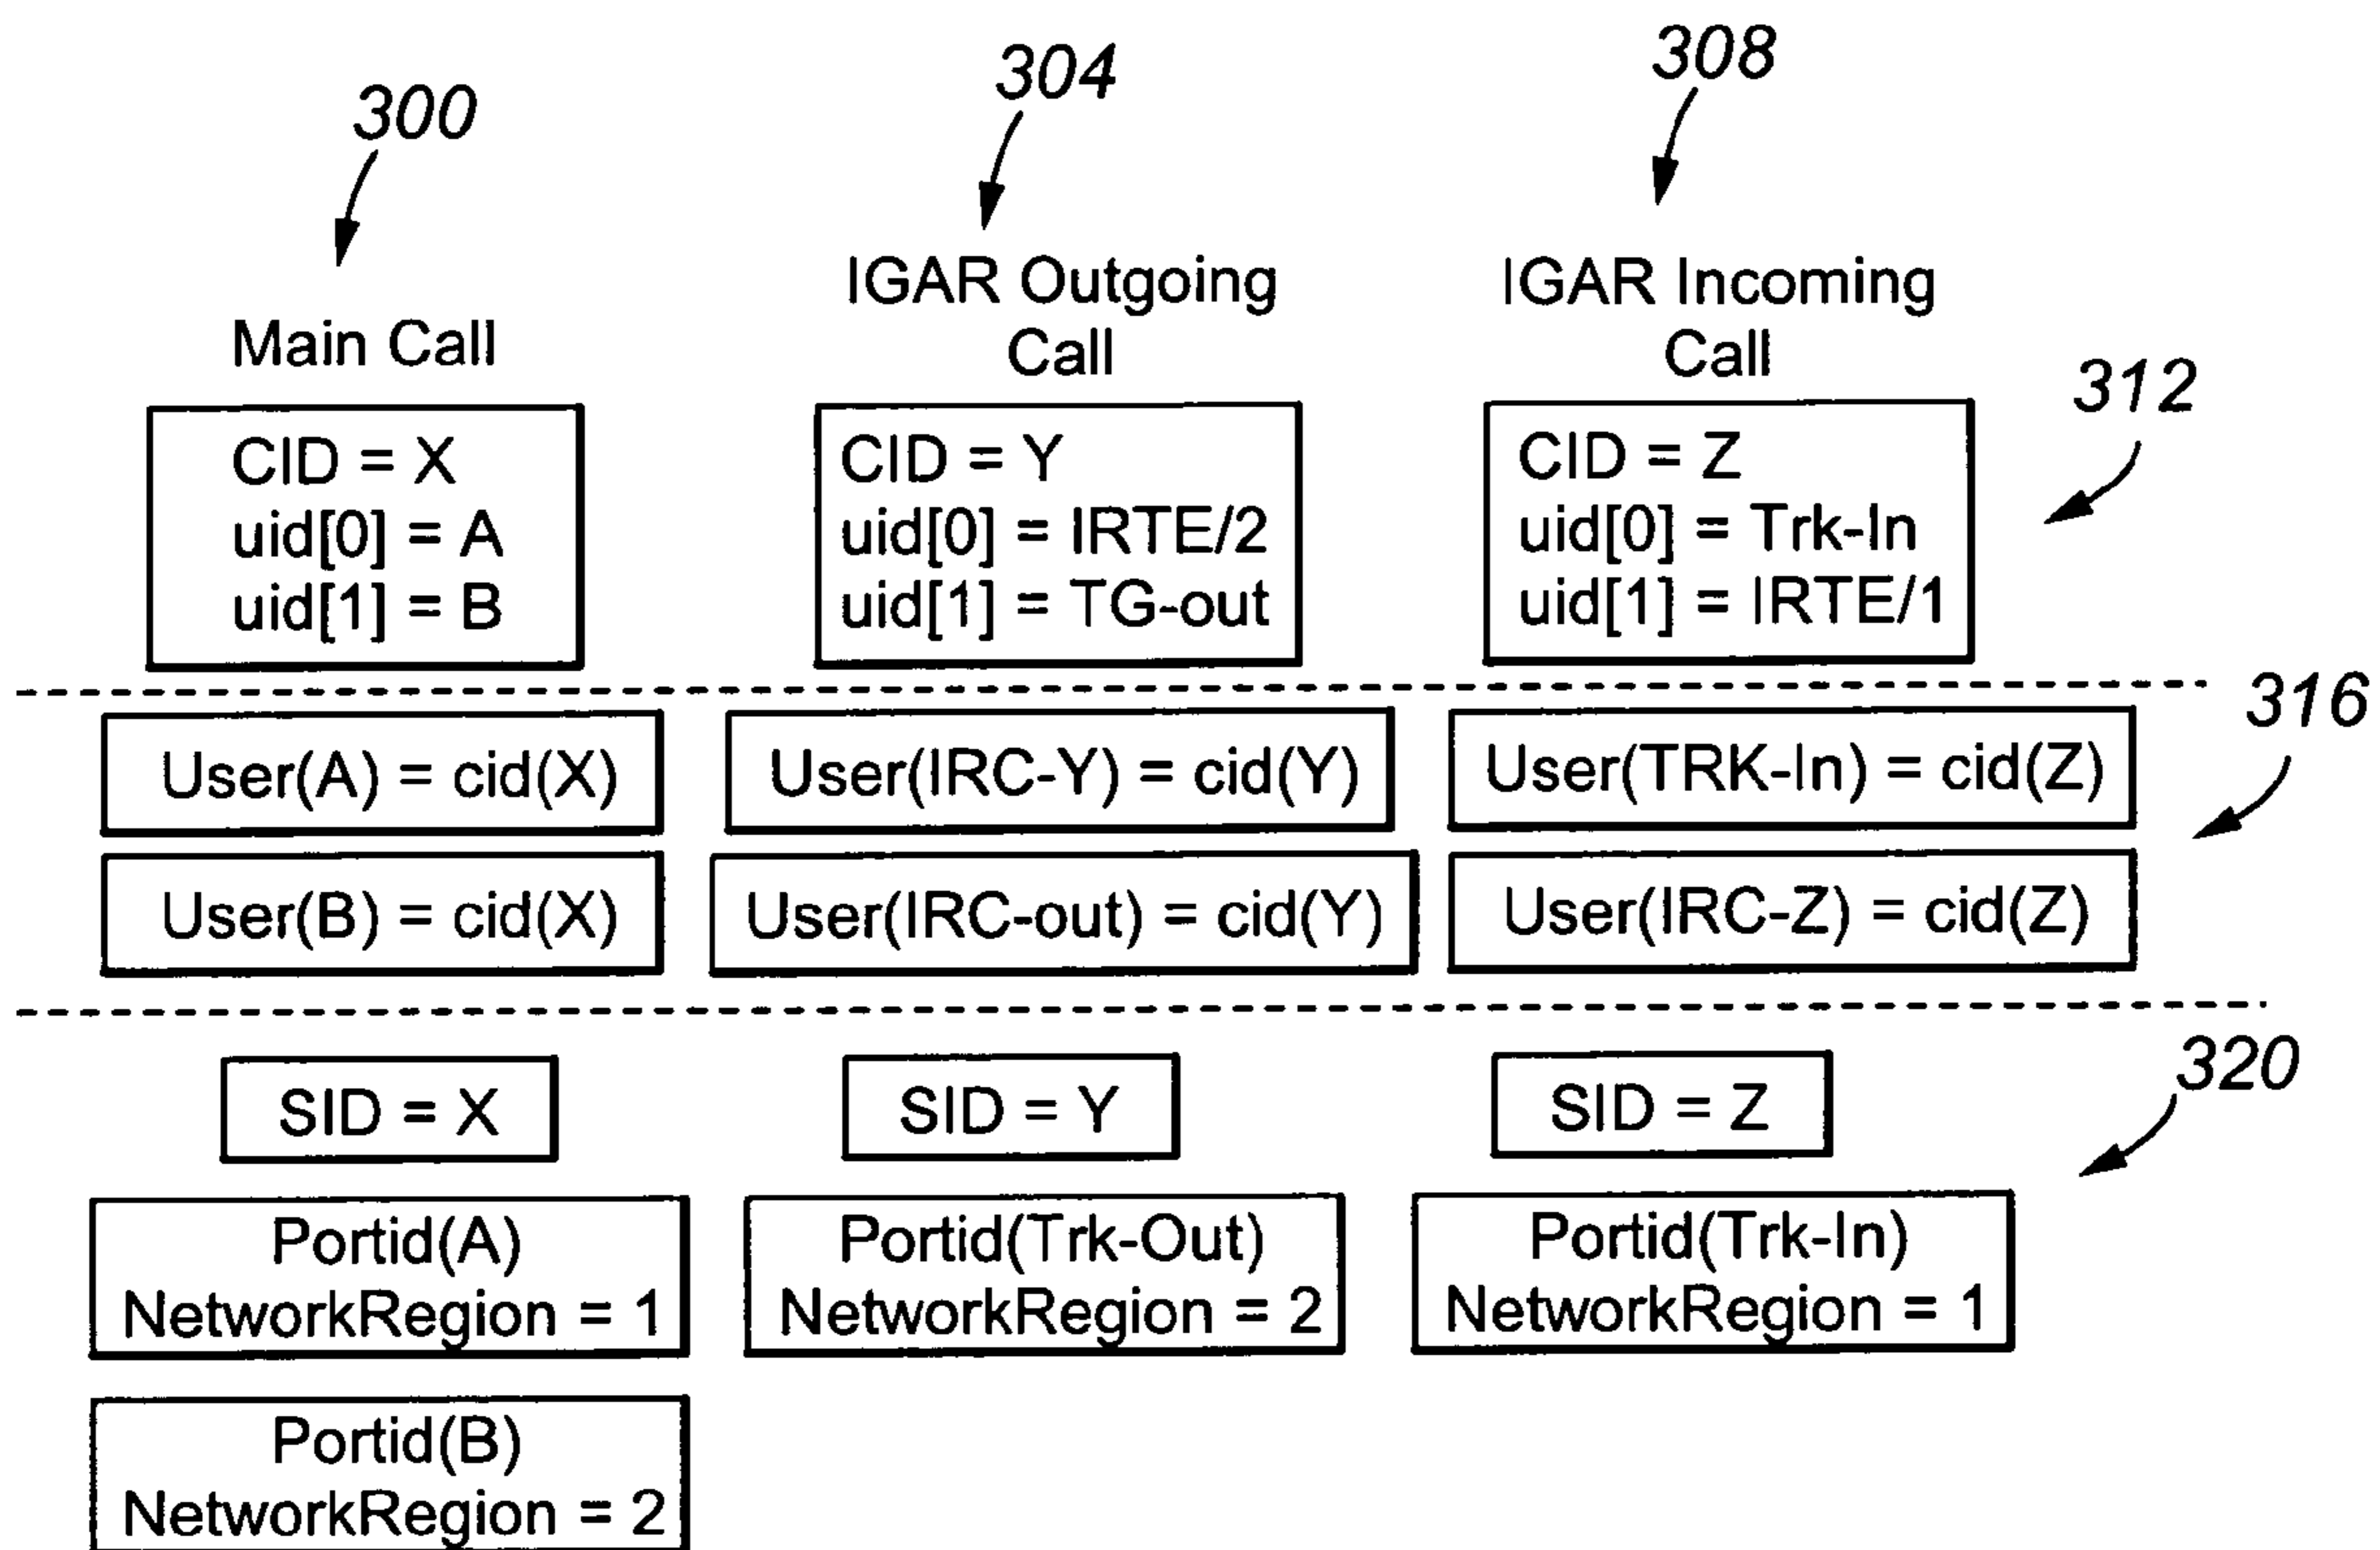 300
304
308
Main Call
IGAR Outgoing
Call
IGAR Incoming
Call
312
CID = X
uid[0] = A
uid[1] = B
CID = Y
uid[0] = IRTE/2
uid[1] = TG-out
CID = Z
uid[0] = Trk-In
uid[1] = IRTE/1
316
User(A) = cid(X)
User(IRC-Y) = cid(Y)
User(TRK-In) = cid(Z)
User(B) = cid(X)
User(IRC-out) = cid(Y)
User(IRC-Z) = cid(Z)
320
SID = X
SID = Y
SID = Z
Portid(A)
NetworkRegion = 1
Portid(Trk-Out)
NetworkRegion = 2
Portid(Trk-In)
NetworkRegion = 1
Portid(B)
NetworkRegion = 2